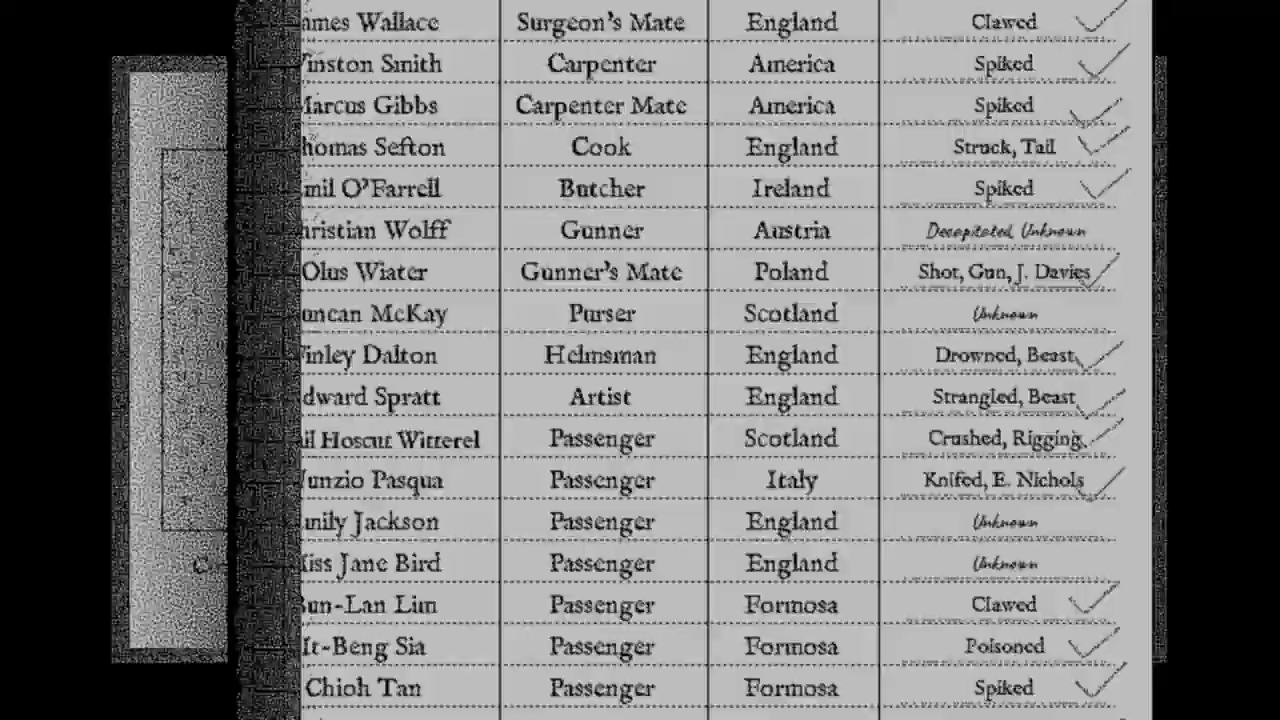 ames Wallace Surgeon's Mate England Clawed
inston Smith Carpenter America Spiked
Marcus Gibbs Carpenter Mate America Spiked
homas Sefton Cook England Struck, Tail
mil O'Farrell Butcher Ireland Spiked
hristian Wolff Gunner Austria Decapitated, Unknown
Olus Wiater Gunner's Mate Poland Shot, Gun, J. Davies
uncan McKay Purser Scotland Unknown
Finley Dalton Helmsman England Drowned, Beast
dward Spratt Artist England Strangled, Beast
il Hoscut Witterel Passenger Scotland Crushed, Rigging
unzio Pasqua Passenger Italy Knifed, E. Nichols
mily Jackson Passenger England Unknown
iss Jane Bird Passenger England Unknown
un-Lan Lim Passenger Formosa Clawed
It-Beng Sia Passenger Formosa Poisoned
Chioh Tan Passenger Formosa Spiked